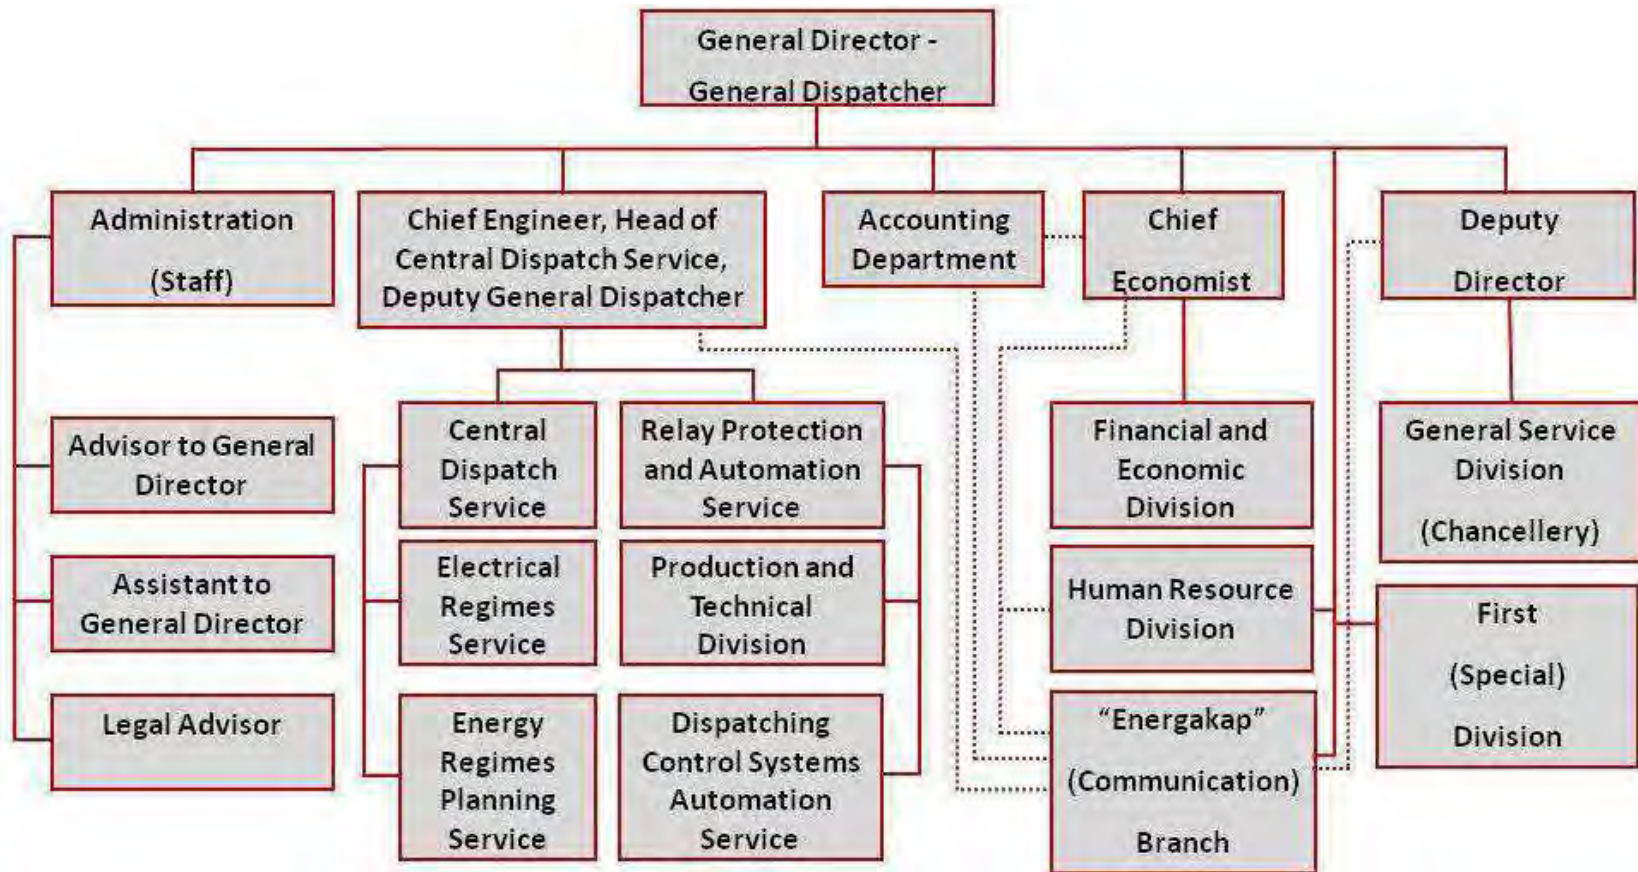 General Director -
General Dispatcher
Administration
(Staff)
Chief Engineer, Head of
Central Dispatch Service,
Deputy General Dispatcher
Accounting
Department
Chief
Economist
Deputy
Director
Advisor to General
Director
Assistant to
General Director
Legal Advisor
Central
Dispatch
Service
Relay Protection
and Automation
Service
Electrical
Regimes
Service
Production and
Technical
Division
Energy
Regimes
Planning
Service
Dispatching
Control Systems
Automation
Service
Financial and
Economic
Division
Human Resource
Division
“Energakap”
(Communication)
Branch
General Service
Division
(Chancellery)
First
(Special)
Division